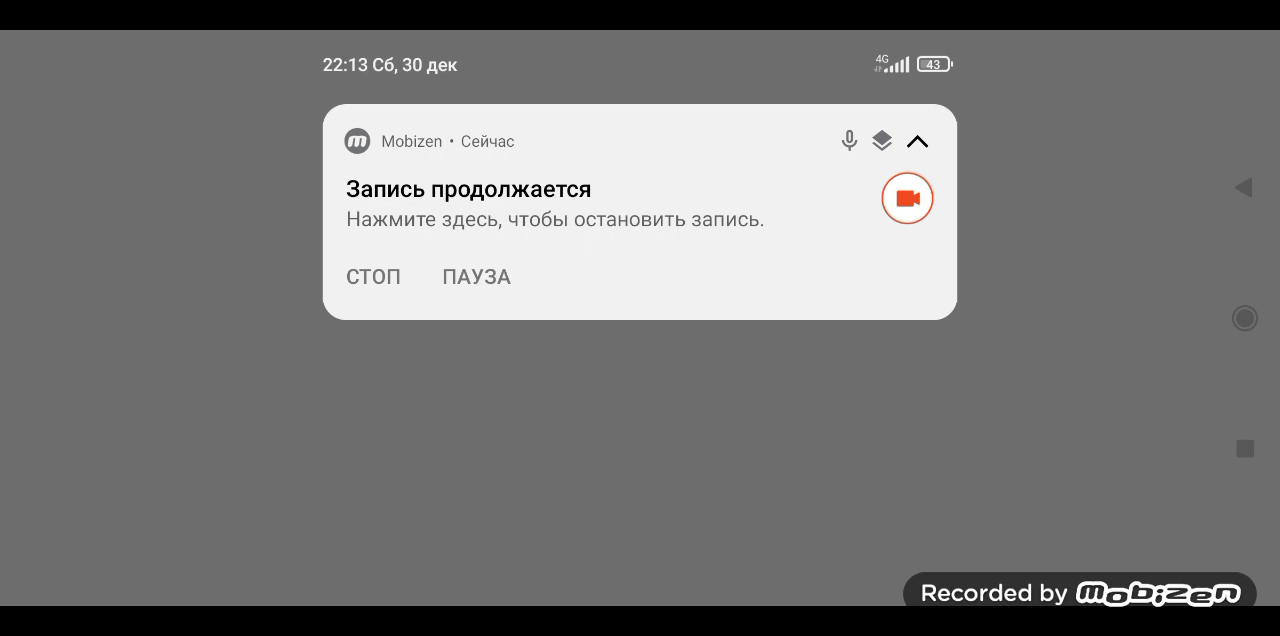 22:13 Сб, 30 дек
4G
43
m Mobizen • Сейчас
Запись продолжается
Нажмите здесь, чтобы остановить запись.
СТОП ПАУЗА
Recorded by mobizen